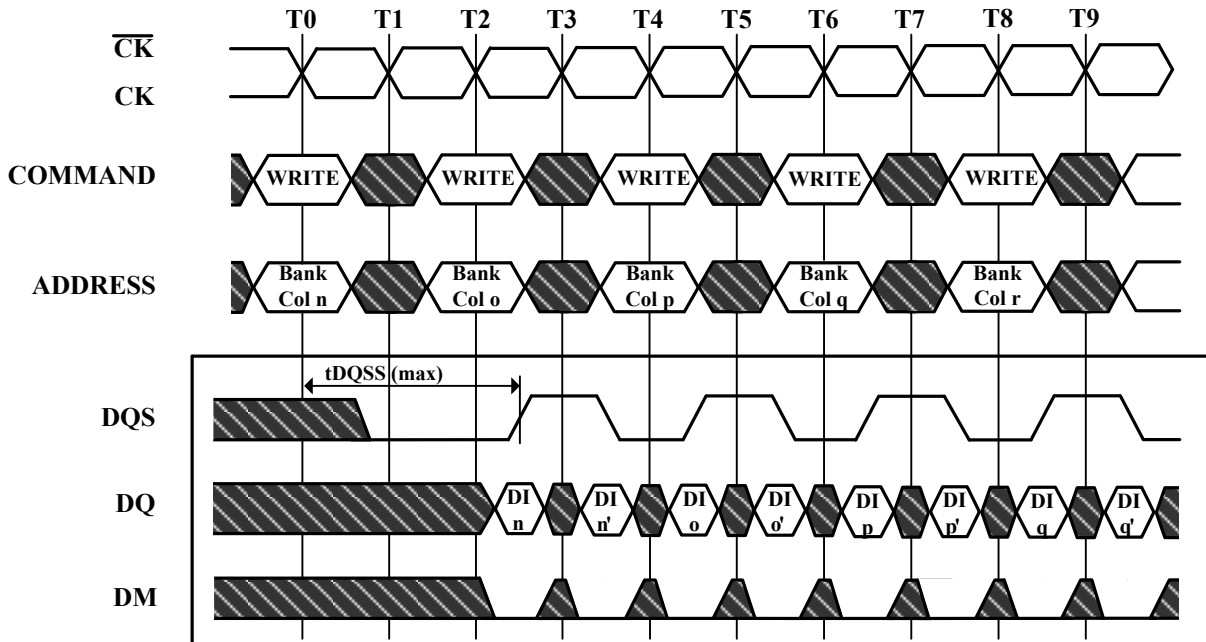 T0 T1 T2 T3 T4 T5 T6 T7 T8 T9
CK
CK
COMMAND WRITE WRITE WRITE WRITE WRITE
ADDRESS Bank Bank Bank Bank Bank
Col n Col o Col p Col q Col r
tDQSS (max)
DQS
DQ DI DI DI DI DI DI DI DI
n n' o o' p p' q q'
DM